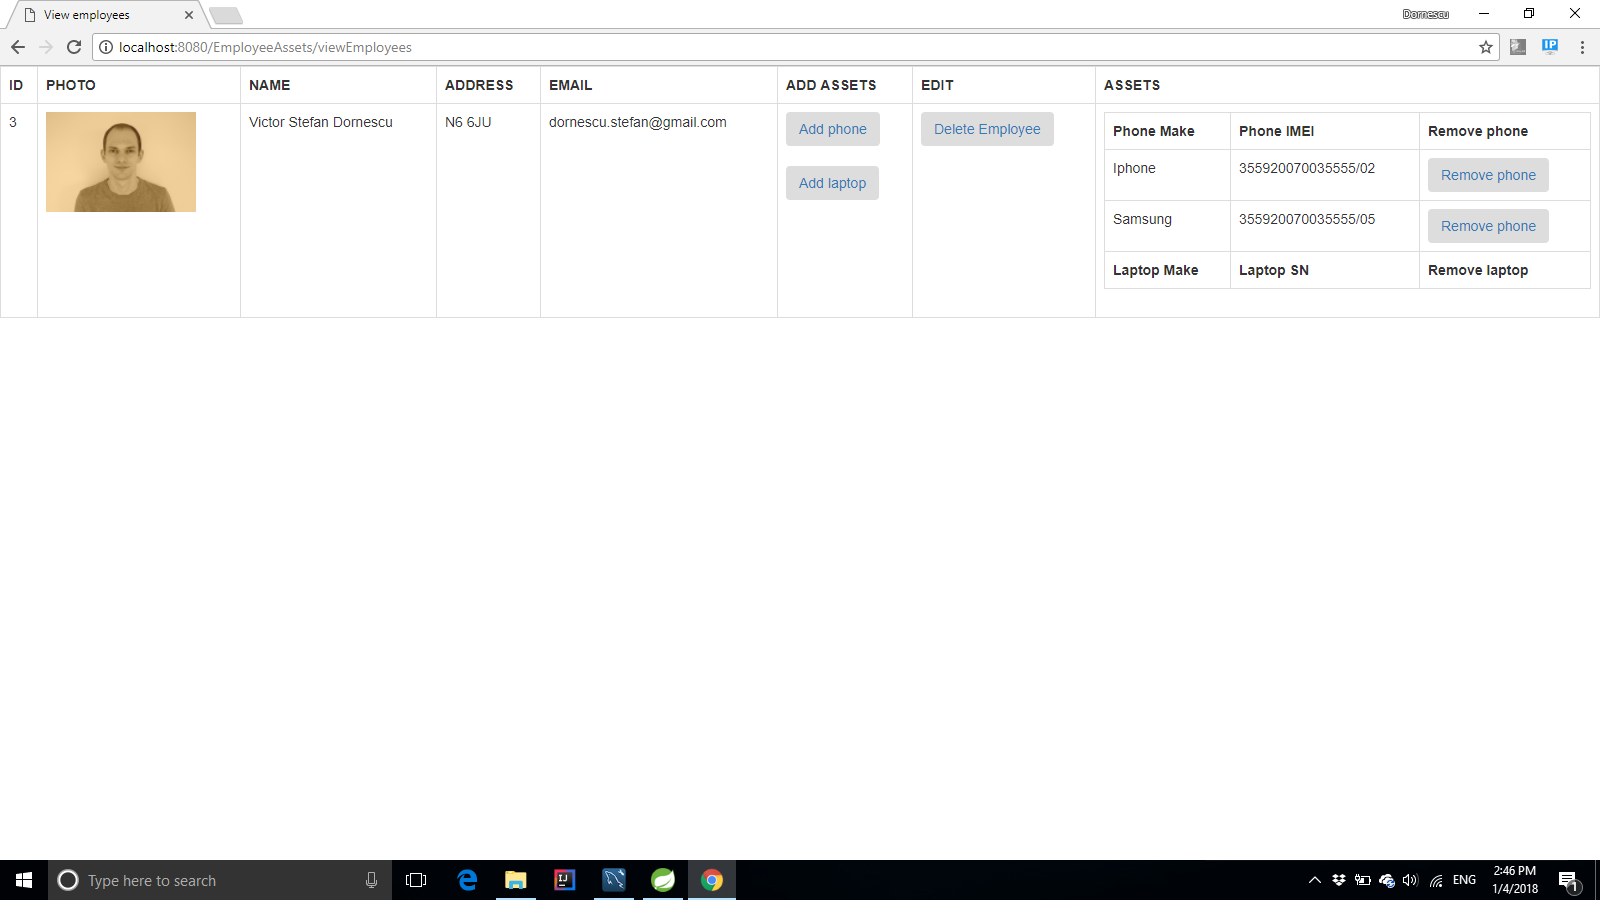 View employees
Dornescu
localhost:8080/EmployeeAssets/viewEmployees
ID PHOTO NAME ADDRESS EMAIL ADD ASSETS EDIT ASSETS
3 Victor Stefan Dornescu N6 6JU dornescu.stefan@gmail.com
Add phone
Add laptop
Delete Employee
Phone Make Phone IMEI Remove phone
Iphone 355920070035555/02 Remove phone
Samsung 355920070035555/05 Remove phone
Laptop Make Laptop SN Remove laptop
Type here to search
ENG
2:46 PM
1/4/2018
1
IP
IJ